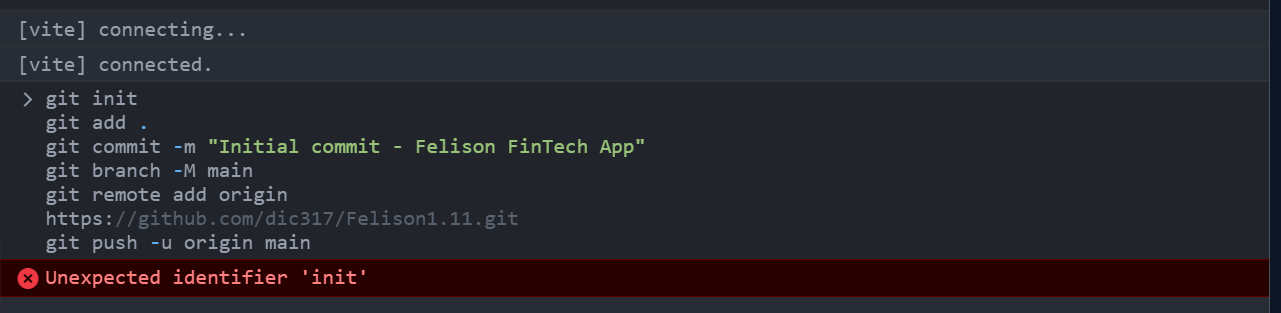 [vite] connecting...
[vite] connected.
> git init
git add .
git commit -m "Initial commit - Felison FinTech App"
git branch -M main
git remote add origin
https://github.com/dic317/Felison1.11.git
git push -u origin main
Unexpected identifier 'init'